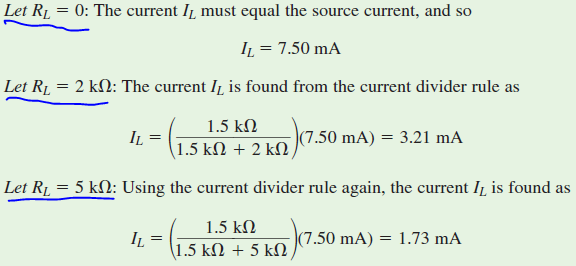 Let R_L = 0: The current I_L must equal the source current, and so
I_L = 7.50 mA
Let R_L = 2 kΩ: The current I_L is found from the current divider rule as
I_L = (1.5 kΩ / (1.5 kΩ + 2 kΩ))(7.50 mA) = 3.21 mA
Let R_L = 5 kΩ: Using the current divider rule again, the current I_L is found as
I_L = (1.5 kΩ / (1.5 kΩ + 5 kΩ))(7.50 mA) = 1.73 mA